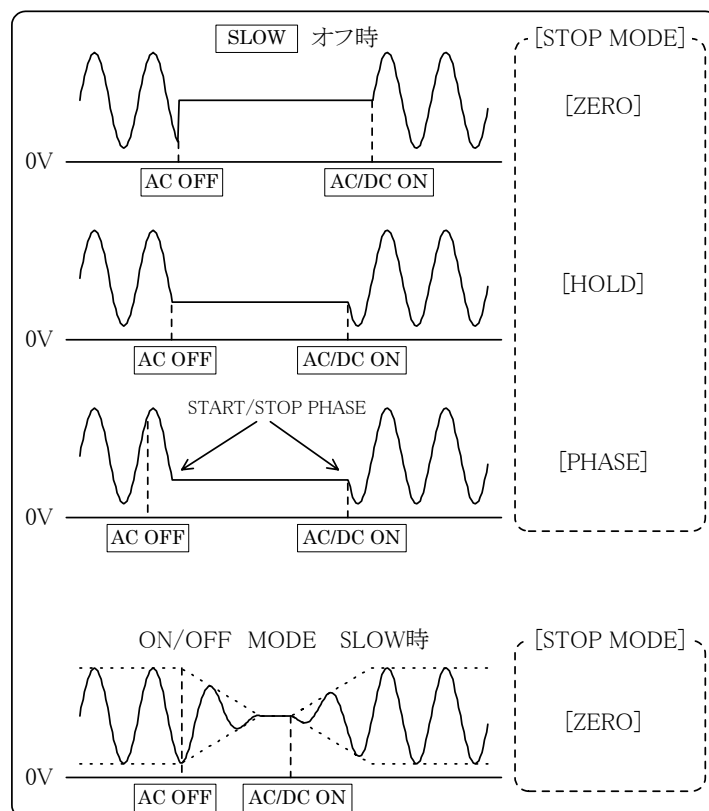 SLOW オフ時
[STOP MODE]
[ZERO]
0V
AC OFF
AC/DC ON
[HOLD]
0V
AC OFF
AC/DC ON
START/STOP PHASE
[PHASE]
0V
AC OFF
AC/DC ON
ON/OFF MODE SLOW時
[STOP MODE]
[ZERO]
0V
AC OFF
AC/DC ON